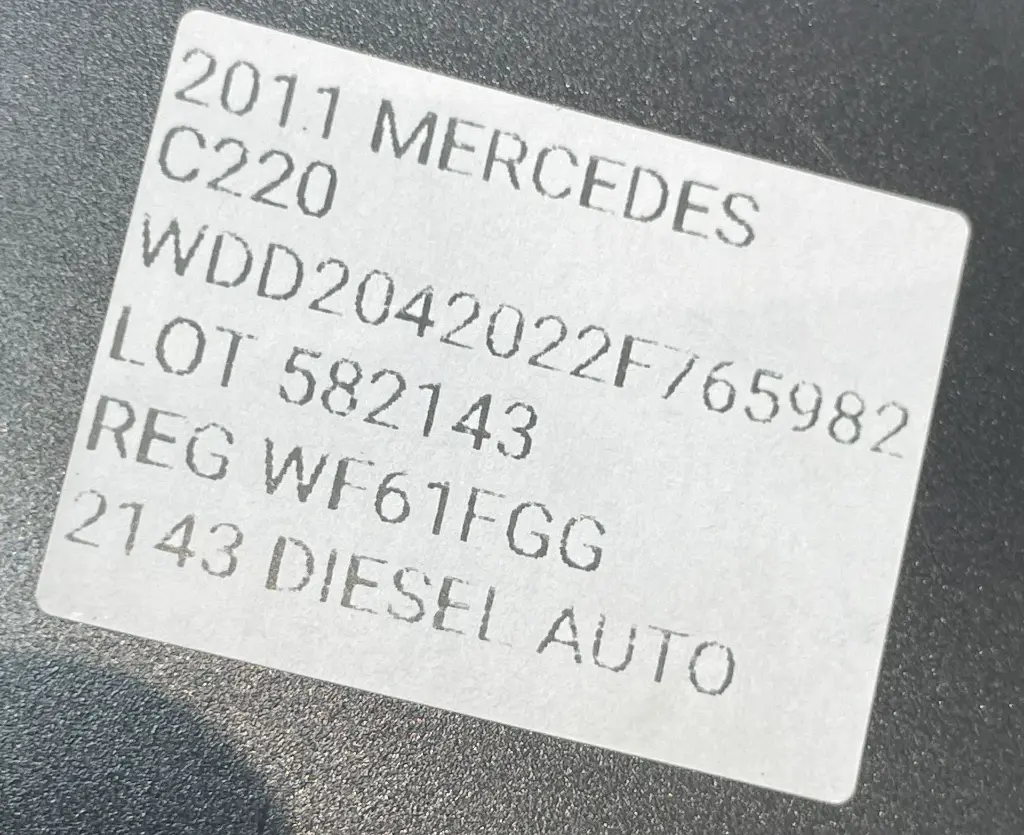 2011 MERCEDES
C220
WDD2042022F765982
LOT 582143
REG WF61FGG
2143 DIESEL AUTO